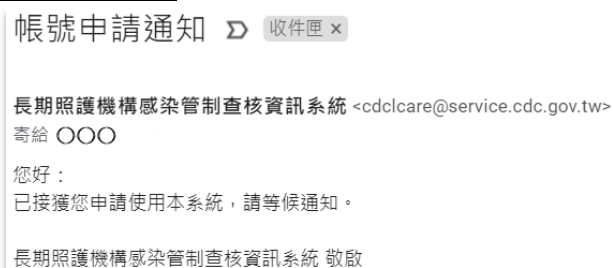 帳號申請通知 收件匣 ×
長期照護機構感染管制查核資訊系統 <cdclcare@service.cdc.gov.tw>
寄給 〇〇〇
您好：
已接獲您申請使用本系統，請等候通知。
長期照護機構感染管制查核資訊系統 敬啟